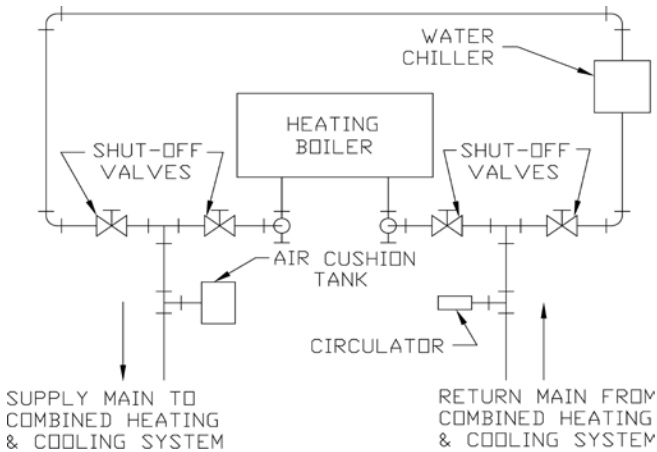 WATER
CHILLER
HEATING
BOILER
SHUT-OFF
VALVES
SHUT-OFF
VALVES
AIR CUSHION
TANK
CIRCULATOR
SUPPLY MAIN TO
COMBINED HEATING
& COOLING SYSTEM
RETURN MAIN FROM
COMBINED HEATING
& COOLING SYSTEM